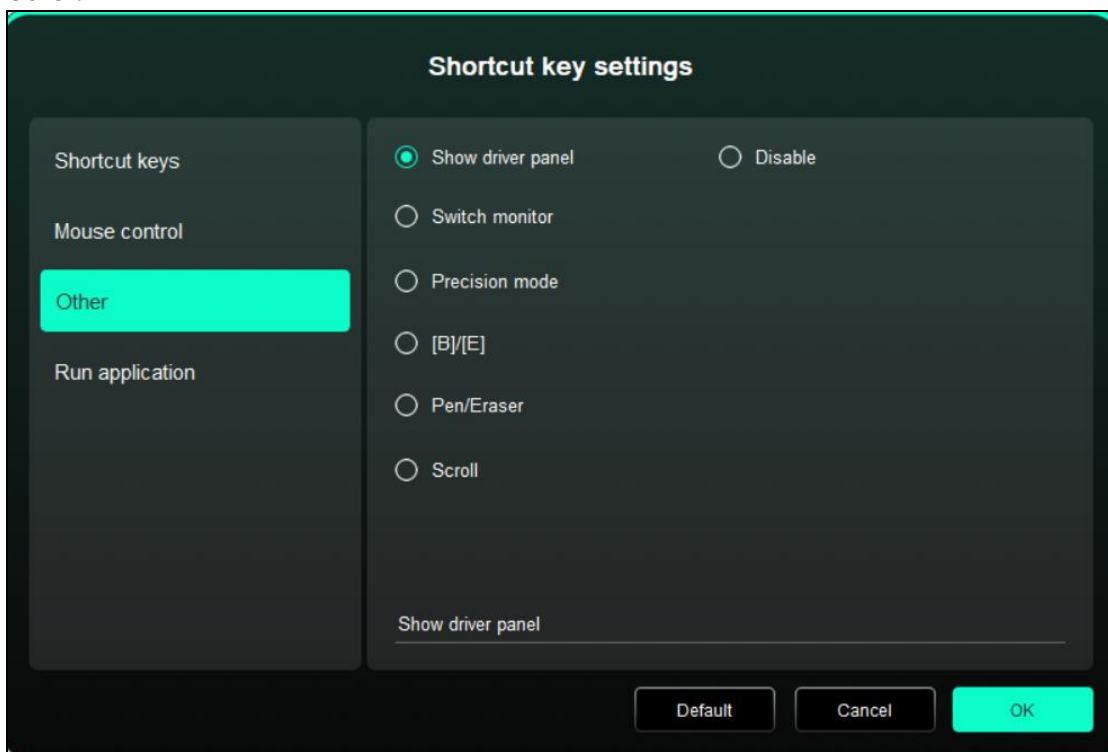 Shortcut key settings
Shortcut keys
Mouse control
Other
Run application
Show driver panel
Disable
Switch monitor
Precision mode
[B]/[E]
Pen/Eraser
Scroll
Show driver panel
Default
Cancel
OK